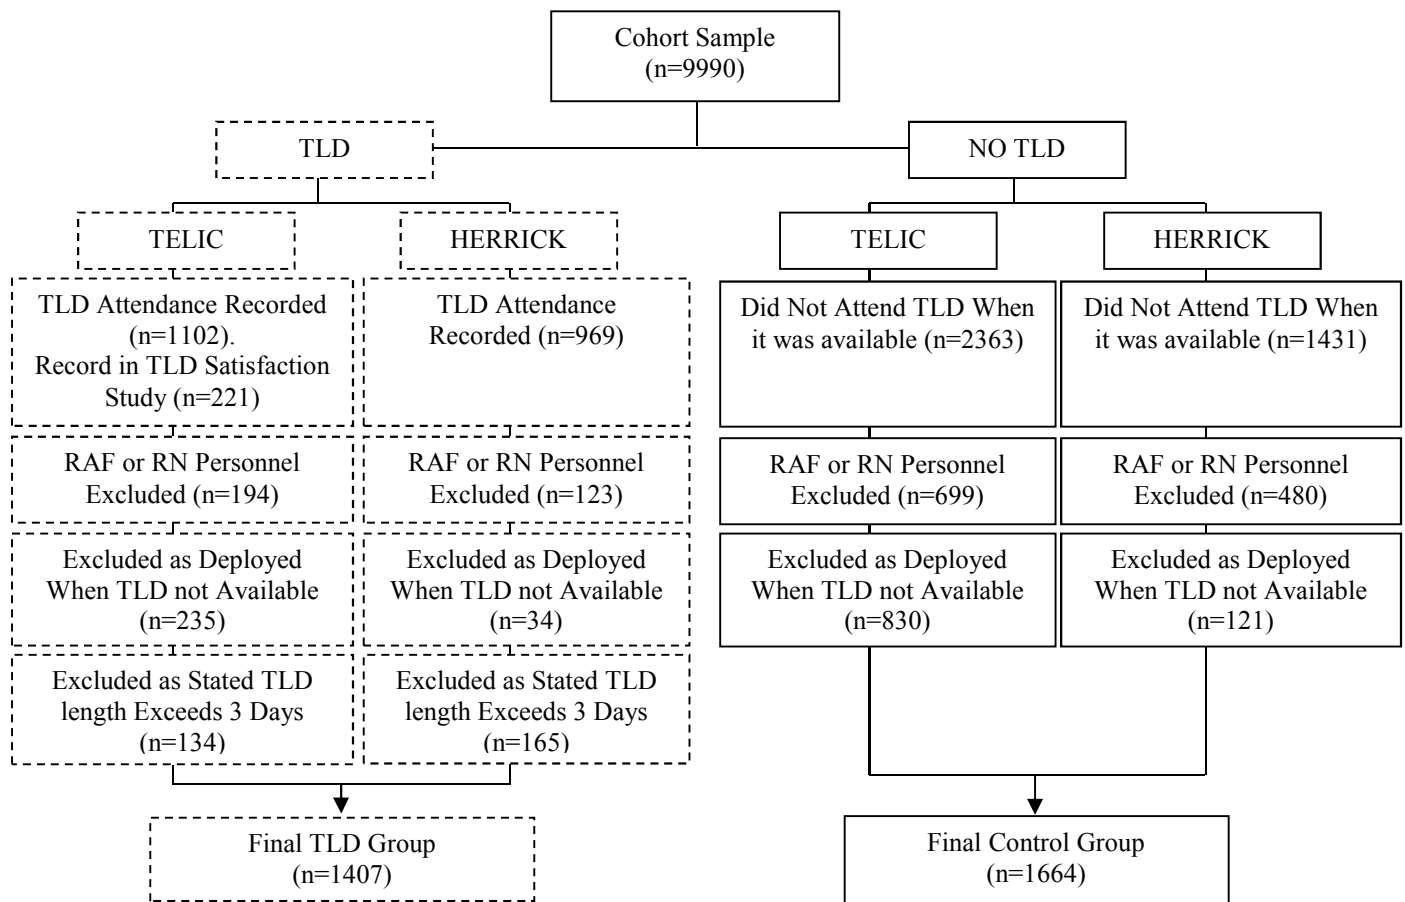 Cohort Sample
(n=9990)
TLD
NO TLD
TELIC
HERRICK
TELIC
HERRICK
TLD Attendance Recorded
(n=1102).
Record in TLD Satisfaction
Study (n=221)
TLD Attendance
Recorded (n=969)
Did Not Attend TLD When
it was available (n=2363)
Did Not Attend TLD When
it was available (n=1431)
RAF or RN Personnel
Excluded (n=194)
RAF or RN Personnel
Excluded (n=123)
RAF or RN Personnel
Excluded (n=699)
RAF or RN Personnel
Excluded (n=480)
Excluded as Deployed
When TLD not Available
(n=235)
Excluded as Deployed
When TLD not Available
(n=34)
Excluded as Deployed
When TLD not Available
(n=830)
Excluded as Deployed
When TLD not Available
(n=121)
Excluded as Stated TLD
length Exceeds 3 Days
(n=134)
Excluded as Stated TLD
length Exceeds 3 Days
(n=165)
Final TLD Group
(n=1407)
Final Control Group
(n=1664)